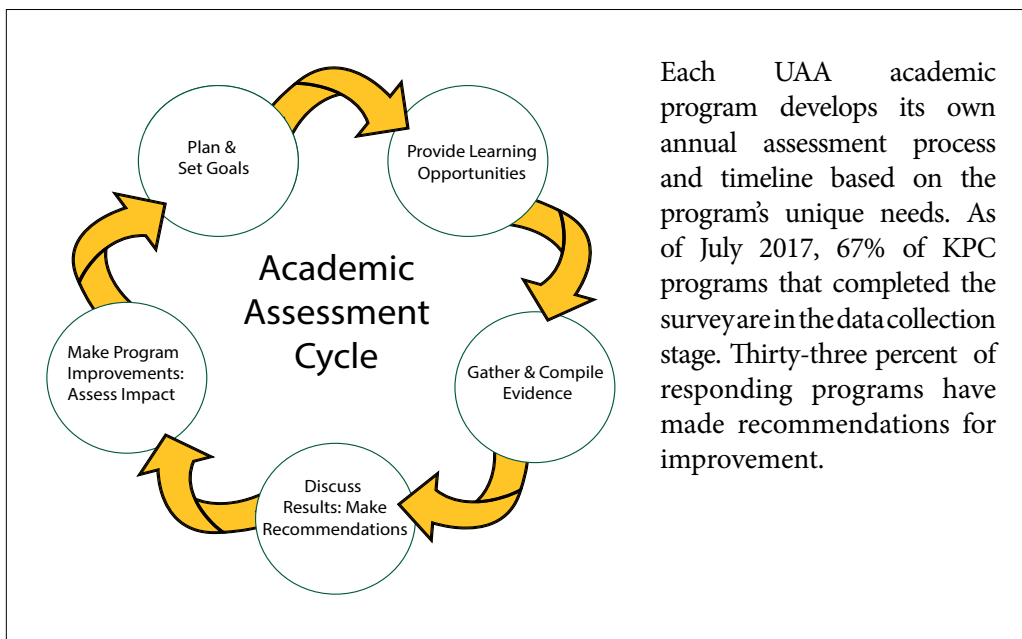 Plan &
Set Goals
Provide Learning
Opportunities
Gather & Compile
Evidence
Discuss
Results: Make
Recommendations
Make Program
Improvements:
Assess Impact
Academic
Assessment
Cycle
Each UAA academic
program develops its own
annual assessment process
and timeline based on the
program's unique needs. As
of July 2017, 67% of KPC
programs that completed the
survey are in the data collection
stage. Thirty-three percent of
responding programs have
made recommendations for
improvement.